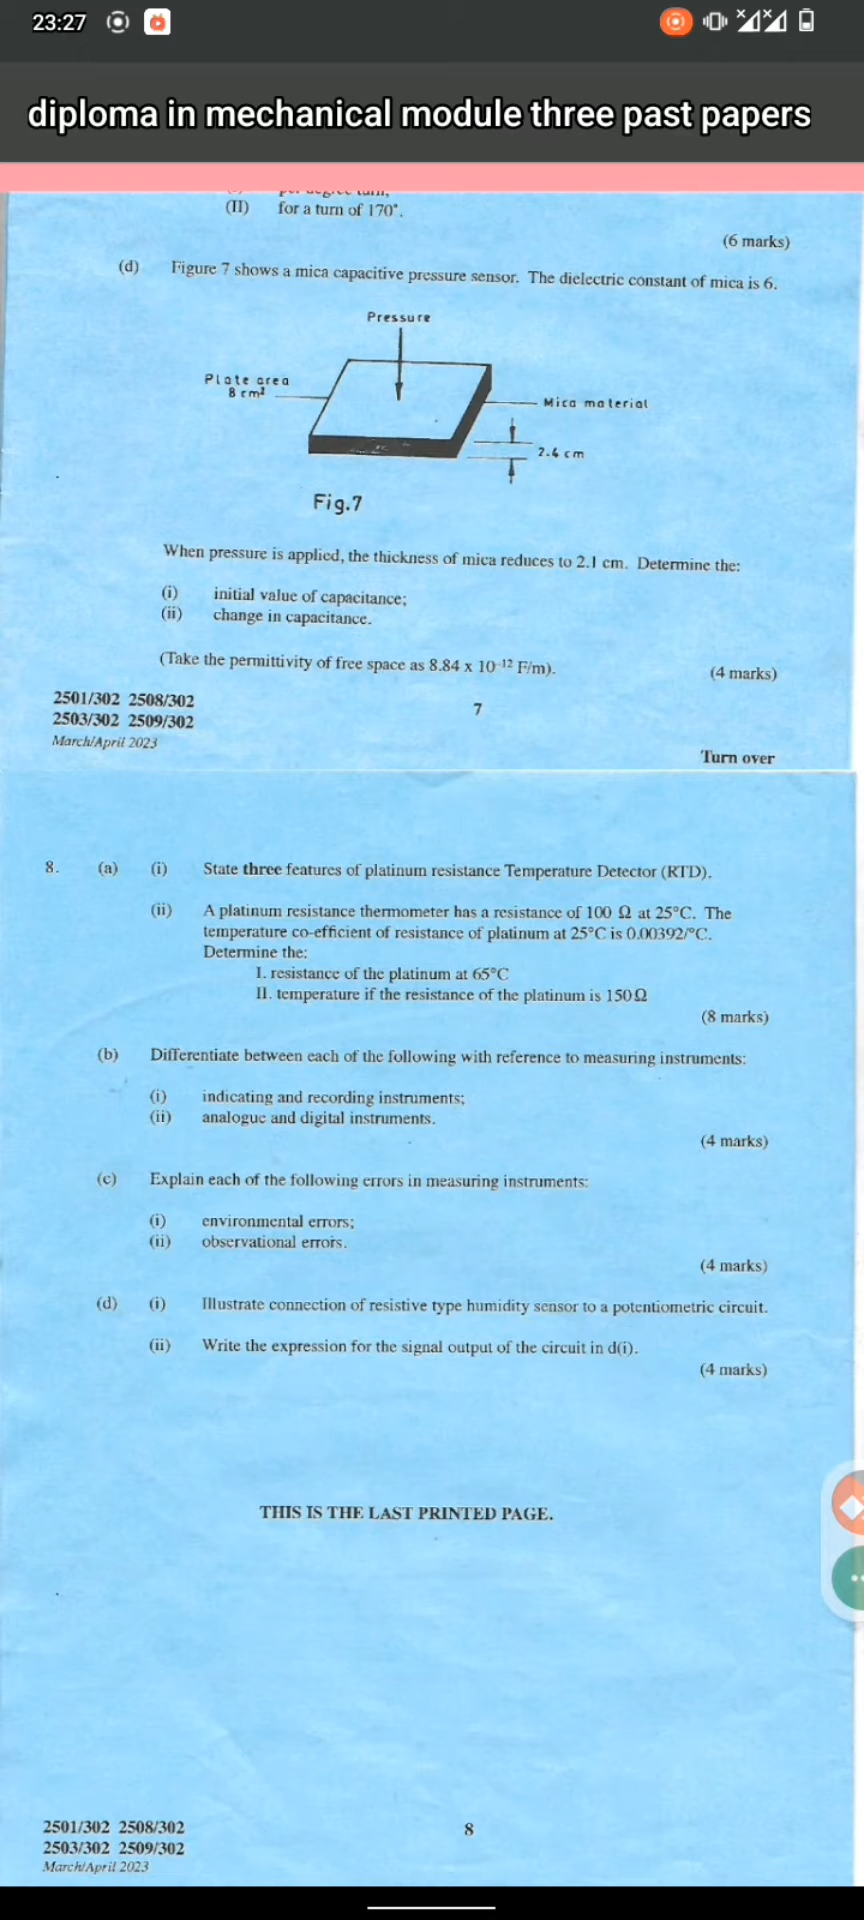 23:27
diploma in mechanical module three past papers
per degree turn,
(II) for a turn of 170°.
(6 marks)
(d) Figure 7 shows a mica capacitive pressure sensor. The dielectric constant of mica is 6.
Pressure
Plate area
8 cm²
Mica material
2.4 cm
Fig.7
When pressure is applied, the thickness of mica reduces to 2.1 cm. Determine the:
(i) initial value of capacitance;
(ii) change in capacitance.
(Take the permittivity of free space as 8.84 x 10⁻¹² F/m).
(4 marks)
2501/302 2508/302
2503/302 2509/302
March/April 2023
7
Turn over
8. (a) (i) State three features of platinum resistance Temperature Detector (RTD).
(ii) A platinum resistance thermometer has a resistance of 100 Ω at 25°C. The
temperature co-efficient of resistance of platinum at 25°C is 0.00392/°C.
Determine the:
I. resistance of the platinum at 65°C
II. temperature if the resistance of the platinum is 150Ω
(8 marks)
(b) Differentiate between each of the following with reference to measuring instruments:
(i) indicating and recording instruments;
(ii) analogue and digital instruments.
(4 marks)
(c) Explain each of the following errors in measuring instruments:
(i) environmental errors;
(ii) observational errors.
(4 marks)
(d) (i) Illustrate connection of resistive type humidity sensor to a potentiometric circuit.
(ii) Write the expression for the signal output of the circuit in d(i).
(4 marks)
THIS IS THE LAST PRINTED PAGE.
2501/302 2508/302
2503/302 2509/302
March/April 2023
8